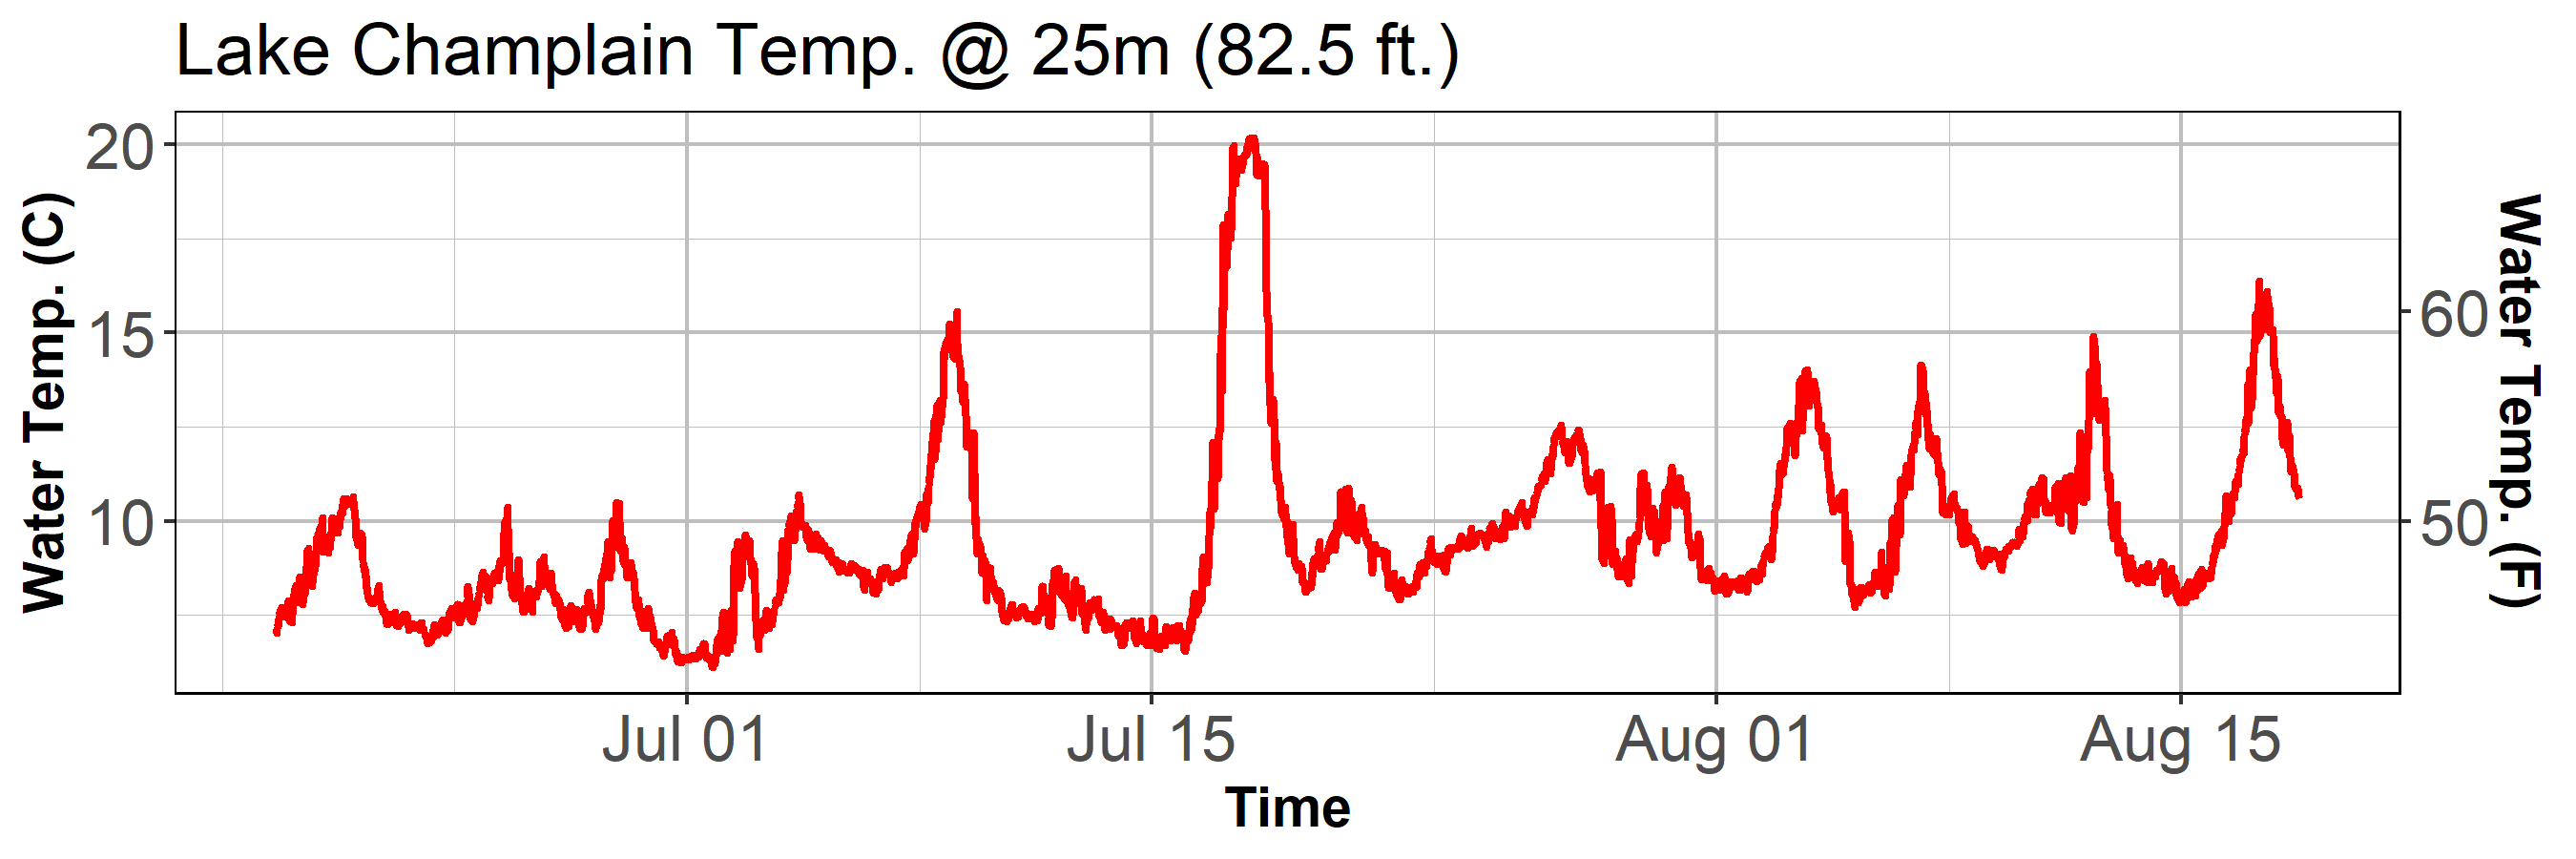 Lake Champlain Temp. @ 25m (82.5 ft.)
Water Temp. (C)
20
15
10
60
50
Water Temp. (F)
Jul 01 Jul 15 Aug 01 Aug 15
Time